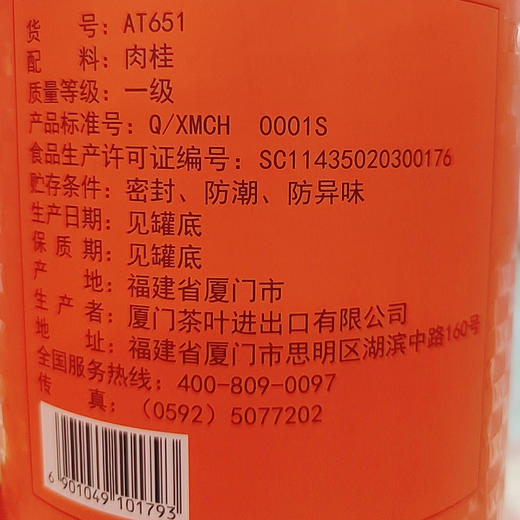 货 号：AT651
配 料：肉桂
质量等级：一级
产品标准号：Q/XMCH 0001S
食品生产许可证编号：SC11435020300176
贮存条件：密封、防潮、防异味
生产日期：见罐底
保 质 期：见罐底
产 地：福建省厦门市
生 产 者：厦门茶叶进出口有限公司
地 址：福建省厦门市思明区湖滨中路160号
全国服务热线：400-809-0097
传 真：(0592) 5077202
6 901049 101793